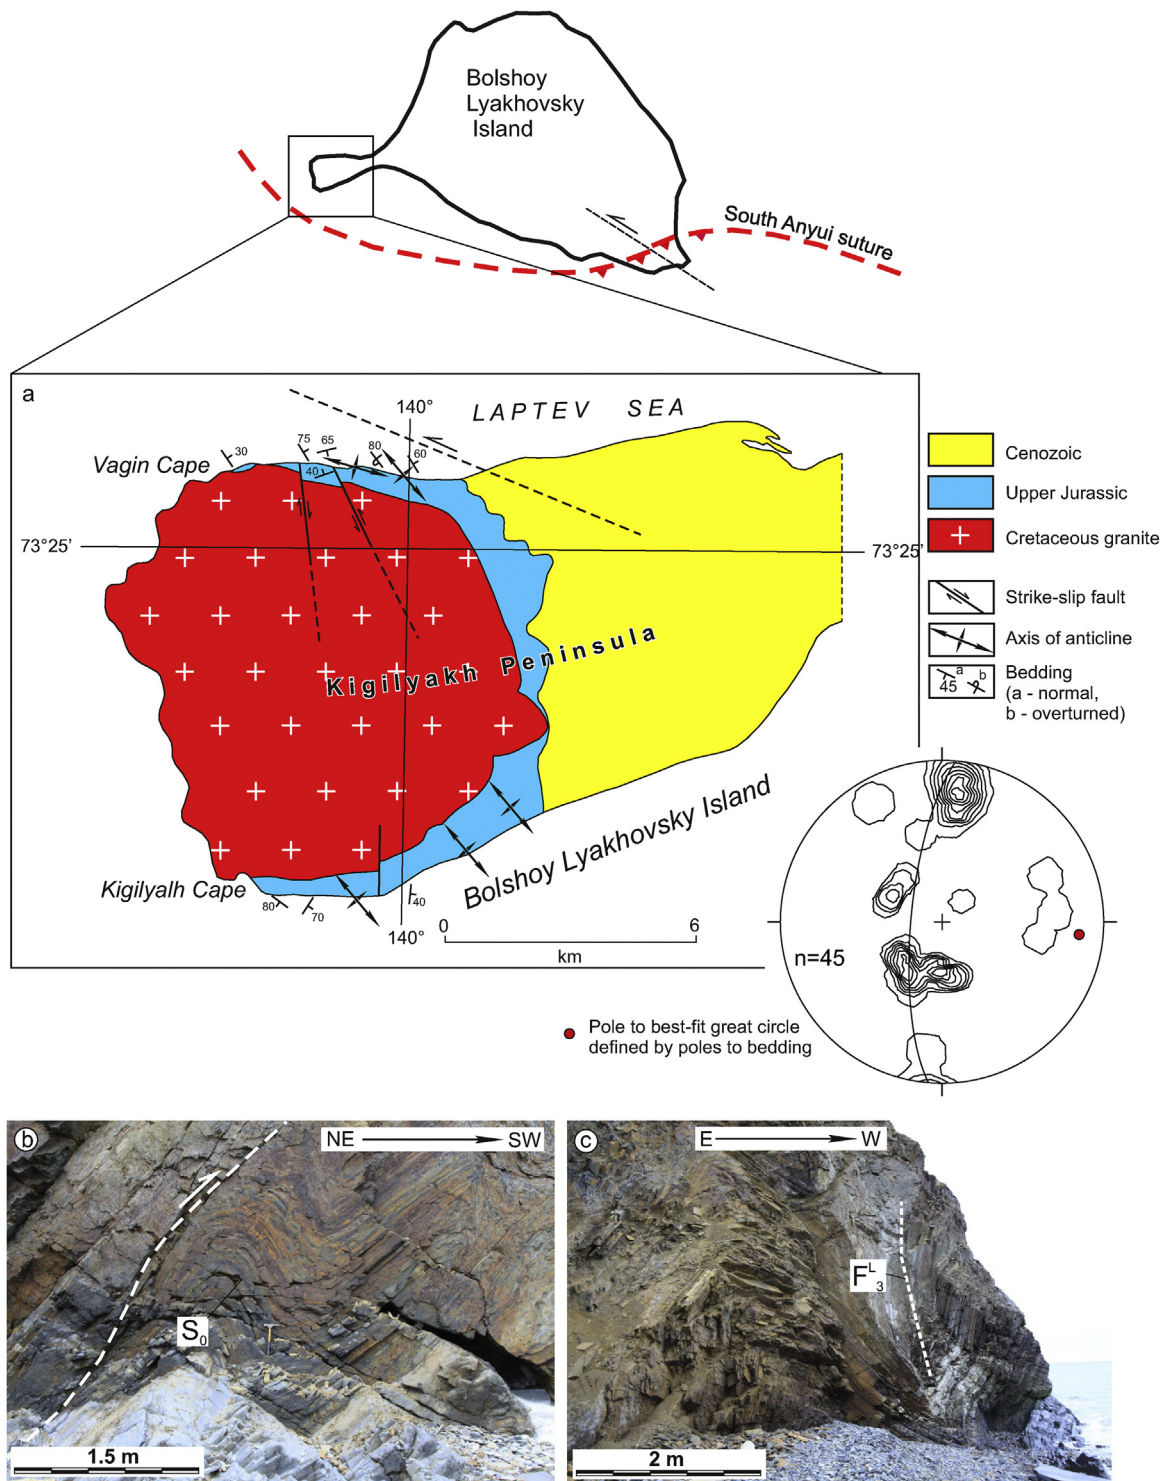 Bolshoy
Lyakhovsky
Island
South Anyui suture
a
140°
LAPTEV SEA
Vagin Cape
30
75
65
40
80
60
73°25'
73°25'
Kigilyakh Peninsula
Kigilyalh Cape
80
70
40
140°
Bolshoy Lyakhovsky Island
0
6
km
Cenozoic
Upper Jurassic
Cretaceous granite
Strike-slip fault
Axis of anticline
45
a
b
Bedding
(a - normal,
b - overturned)
n=45
Pole to best-fit great circle
defined by poles to bedding
b
NE
SW
S0
1.5 m
c
E
W
FL3
2 m